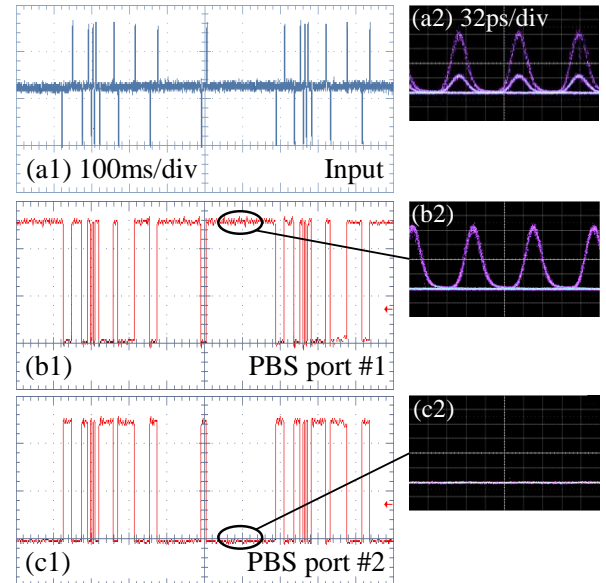 (a2) 32ps/div
(a1) 100ms/div
Input
(b2)
(b1)
PBS port #1
(c2)
(c1)
PBS port #2